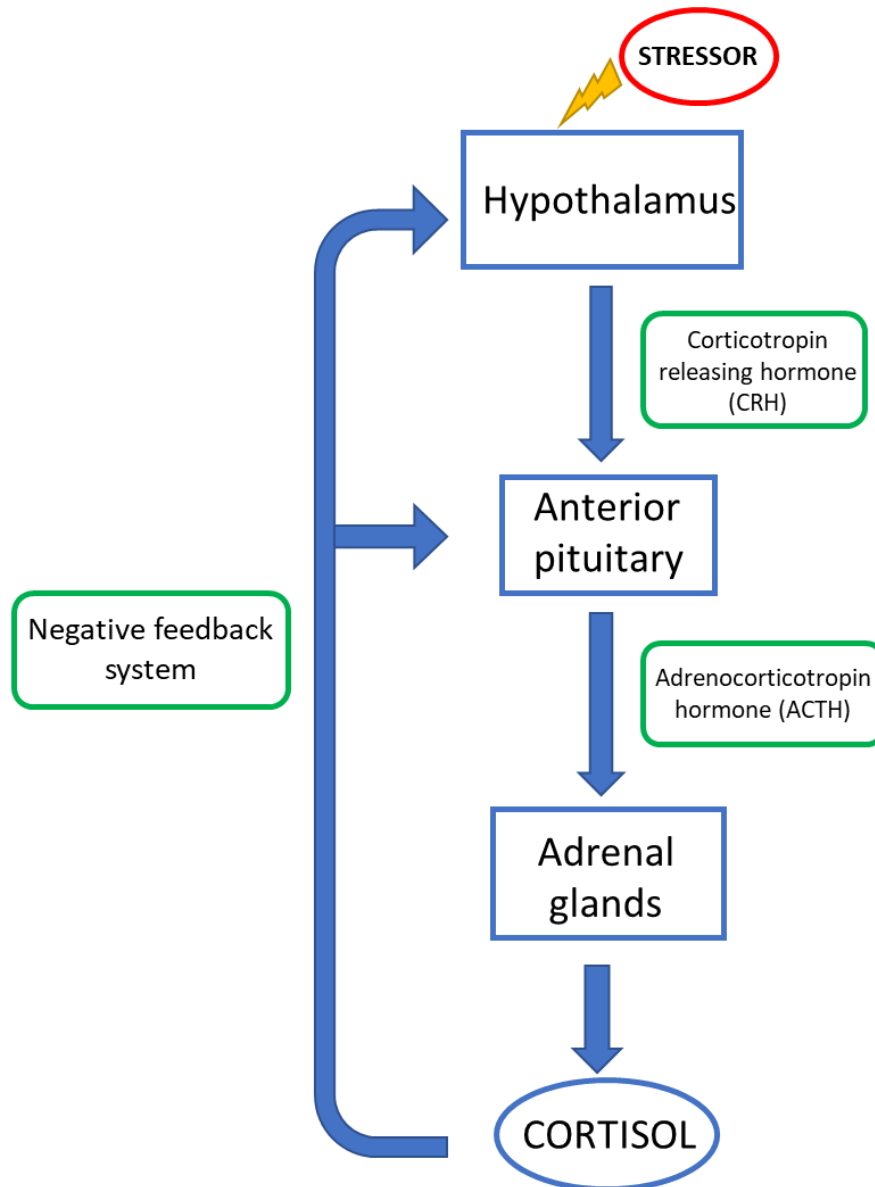 STRESSOR
Hypothalamus
Corticotropin
releasing hormone
(CRH)
Anterior
pituitary
Negative feedback
system
Adrenocorticotropin
hormone (ACTH)
Adrenal
glands
CORTISOL